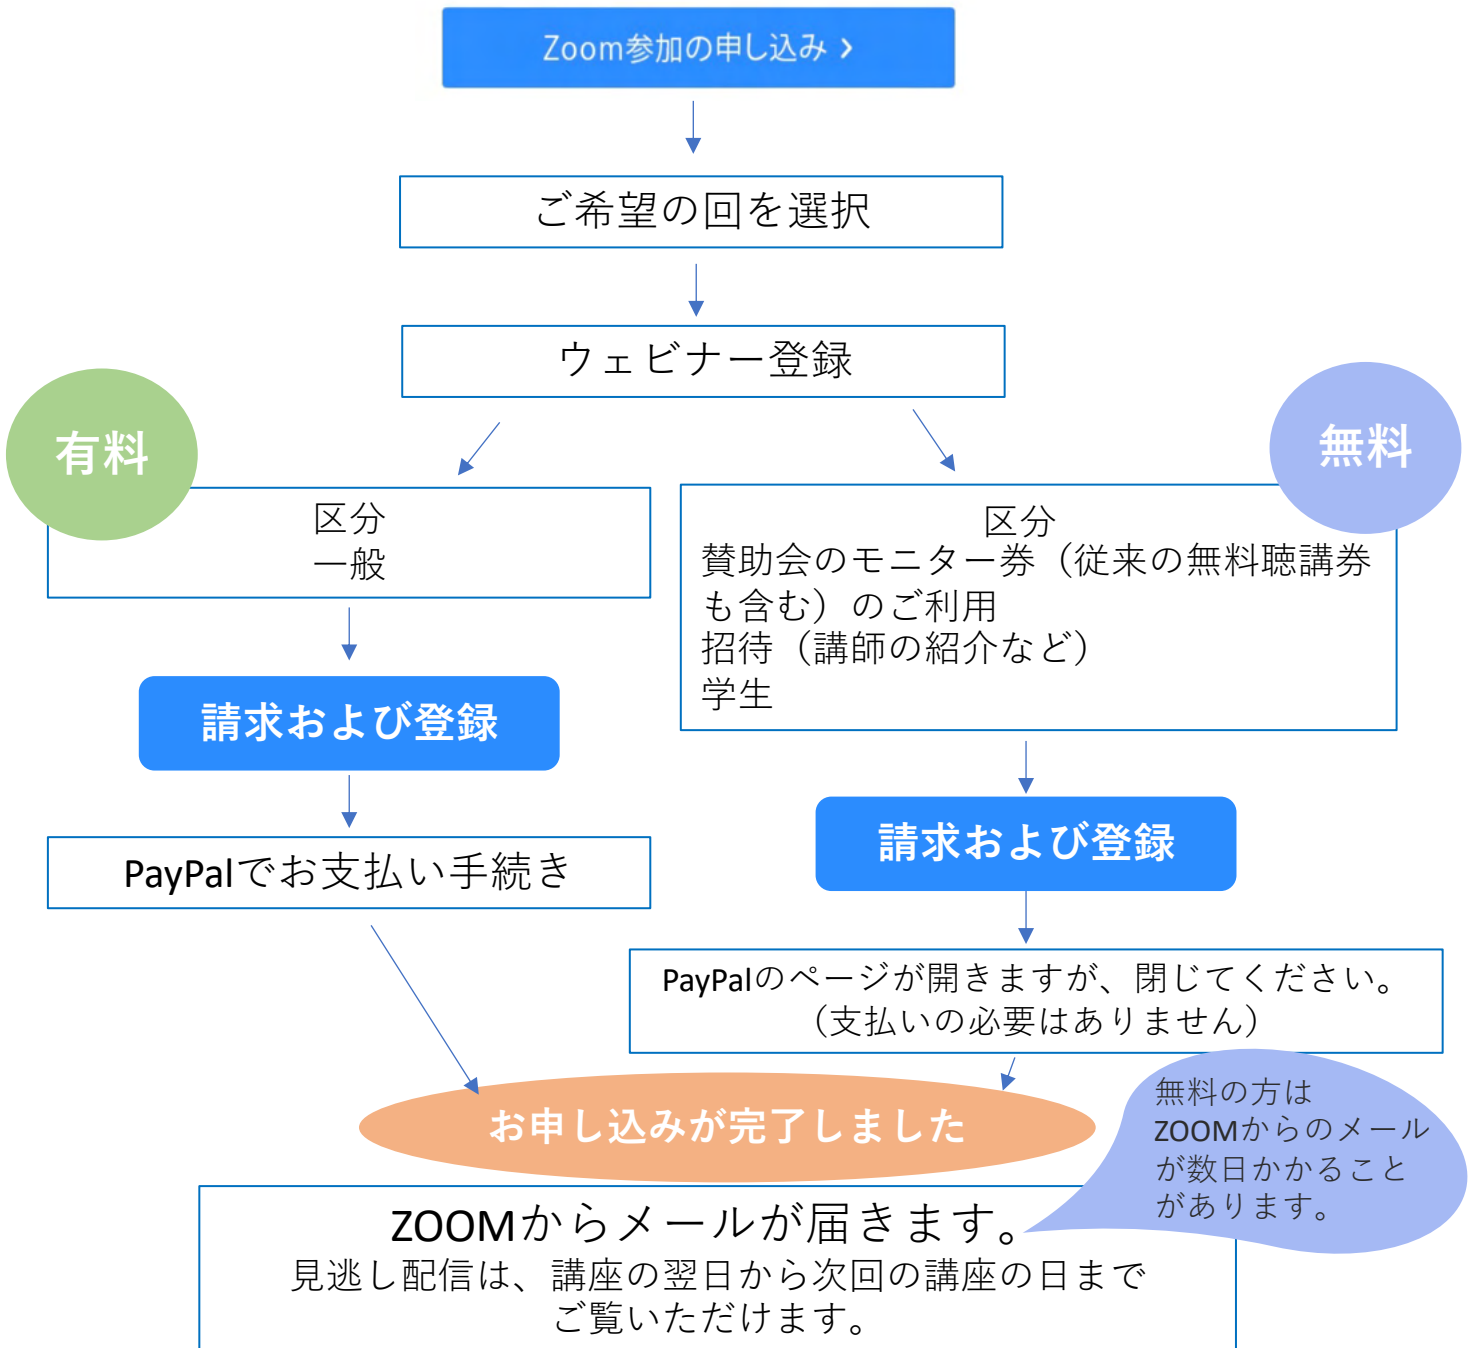 Zoom参加の申し込み ›
ご希望の回を選択
ウェビナー登録
有料
区分
一般
請求および登録
PayPalでお支払い手続き
無料
区分
賛助会のモニター券（従来の無料聴講券
も含む）のご利用
招待（講師の紹介など）
学生
請求および登録
PayPalのページが開きますが、閉じてください。
（支払いの必要はありません）
お申し込みが完了しました
無料の方は
ZOOMからのメール
が数日かかること
があります。
ZOOMからメールが届きます。
見逃し配信は、講座の翌日から次回の講座の日まで
ご覧いただけます。